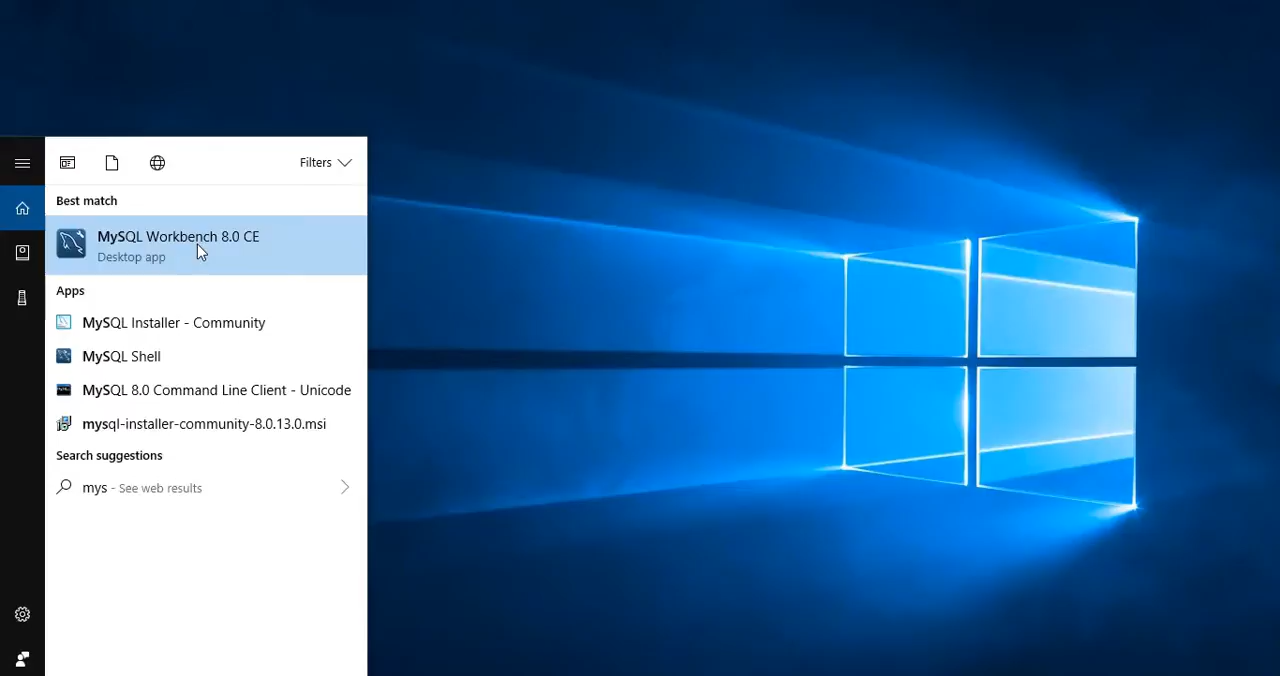 Filters
Best match
MySQL Workbench 8.0 CE
Desktop app
Apps
MySQL Installer - Community
MySQL Shell
MySQL 8.0 Command Line Client - Unicode
mysql-installer-community-8.0.13.0.msi
Search suggestions
mys - See web results